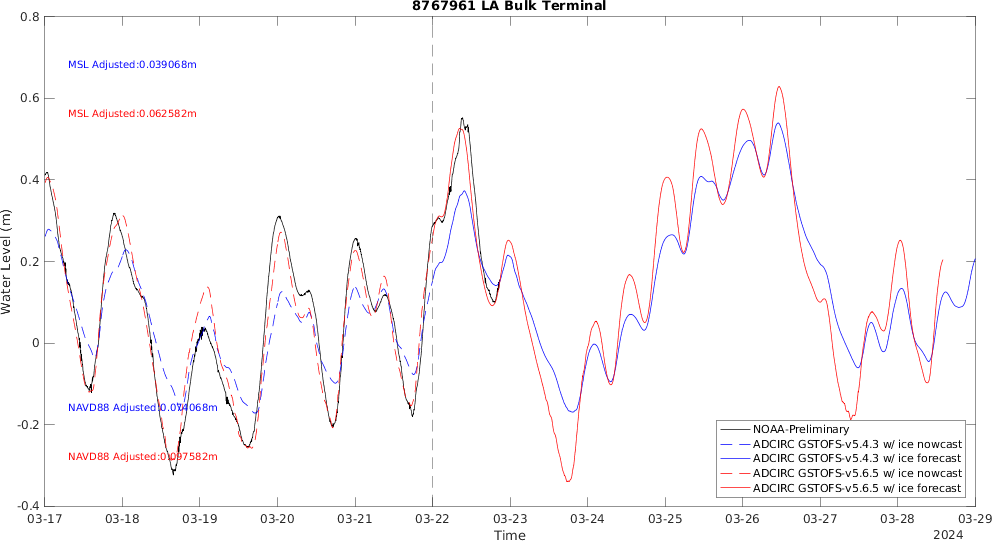 8767961 LA Bulk Terminal
0.8
0.6
0.4
0.2
0
-0.2
-0.4
Water Level (m)
MSL Adjusted:0.039068m
MSL Adjusted:0.062582m
NAVD88 Adjusted:0.074068m
NAVD88 Adjusted:0.097582m
NOAA-Preliminary
ADCIRC GSTOFS-v5.4.3 w/ ice nowcast
ADCIRC GSTOFS-v5.4.3 w/ ice forecast
ADCIRC GSTOFS-v5.6.5 w/ ice nowcast
ADCIRC GSTOFS-v5.6.5 w/ ice forecast
03-17 03-18 03-19 03-20 03-21 03-22 03-23 03-24 03-25 03-26 03-27 03-28 03-29
Time
2024